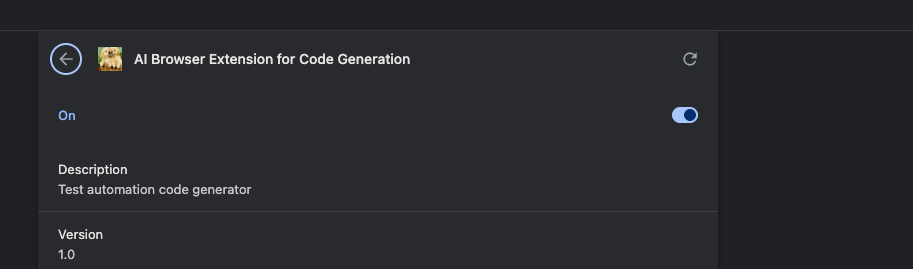 AI Browser Extension for Code Generation
On
Description
Test automation code generator
Version
1.0